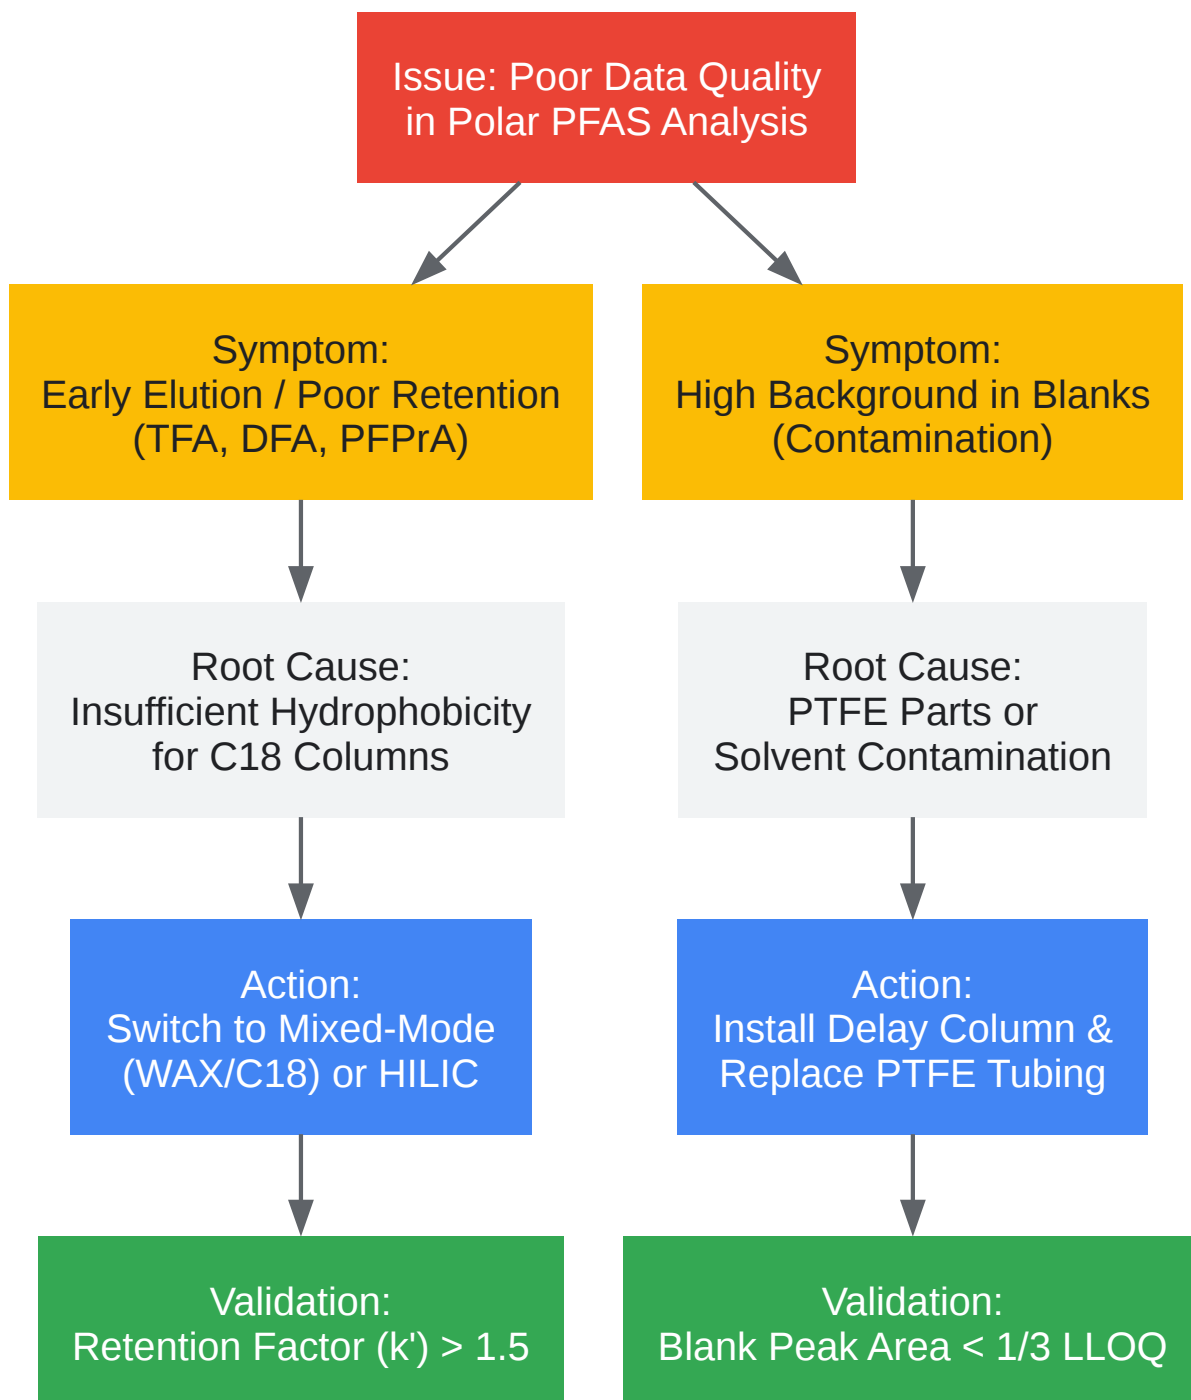 Issue: Poor Data Quality
in Polar PFAS Analysis
Symptom:
Early Elution / Poor Retention
(TFA, DFA, PFPrA)
Symptom:
High Background in Blanks
(Contamination)
Root Cause:
Insufficient Hydrophobicity
for C18 Columns
Root Cause:
PTFE Parts or
Solvent Contamination
Action:
Switch to Mixed-Mode
(WAX/C18) or HILIC
Action:
Install Delay Column &
Replace PTFE Tubing
Validation:
Retention Factor (k') > 1.5
Validation:
Blank Peak Area < 1/3 LLOQ